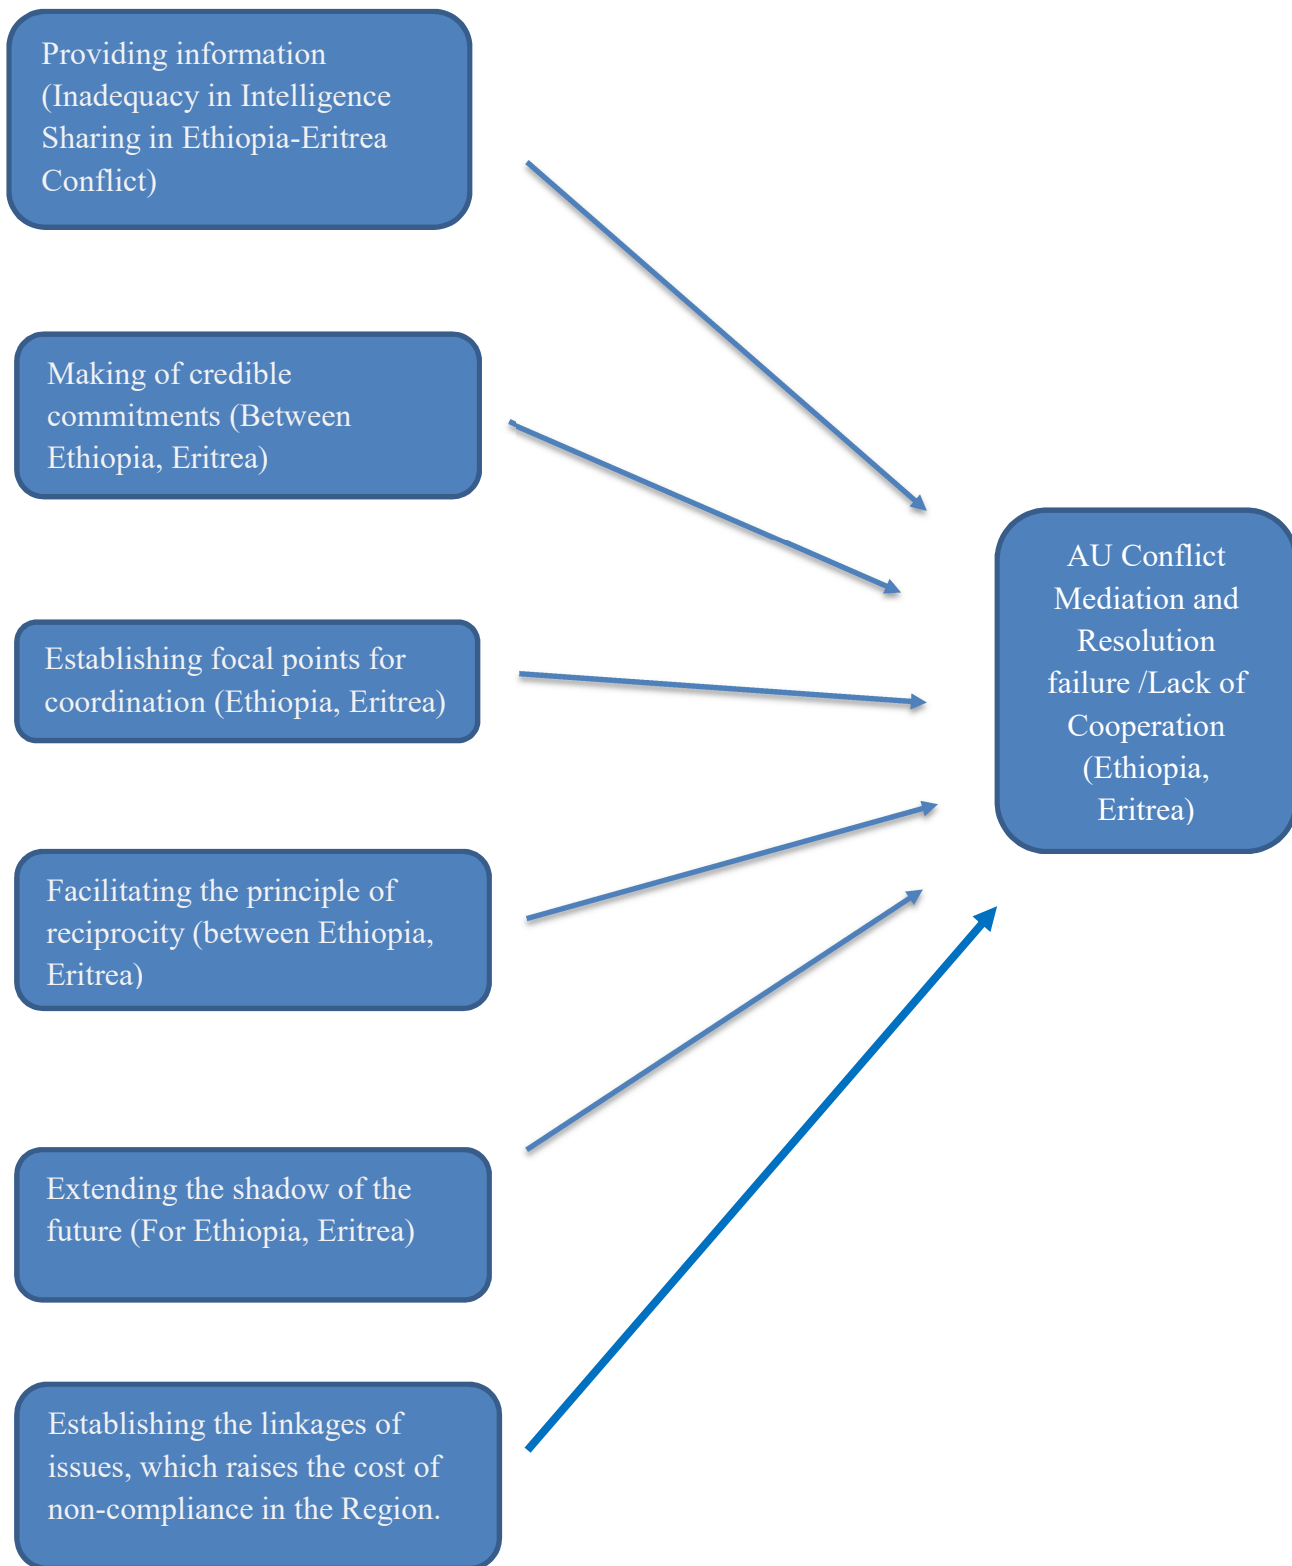 Providing information
(Inadequacy in Intelligence
Sharing in Ethiopia-Eritrea
Conflict)
Making of credible
commitments (Between
Ethiopia, Eritrea)
Establishing focal points for
coordination (Ethiopia, Eritrea)
Facilitating the principle of
reciprocity (between Ethiopia,
Eritrea)
Extending the shadow of the
future (For Ethiopia, Eritrea)
Establishing the linkages of
issues, which raises the cost of
non-compliance in the Region.
AU Conflict
Mediation and
Resolution
failure /Lack of
Cooperation
(Ethiopia,
Eritrea)